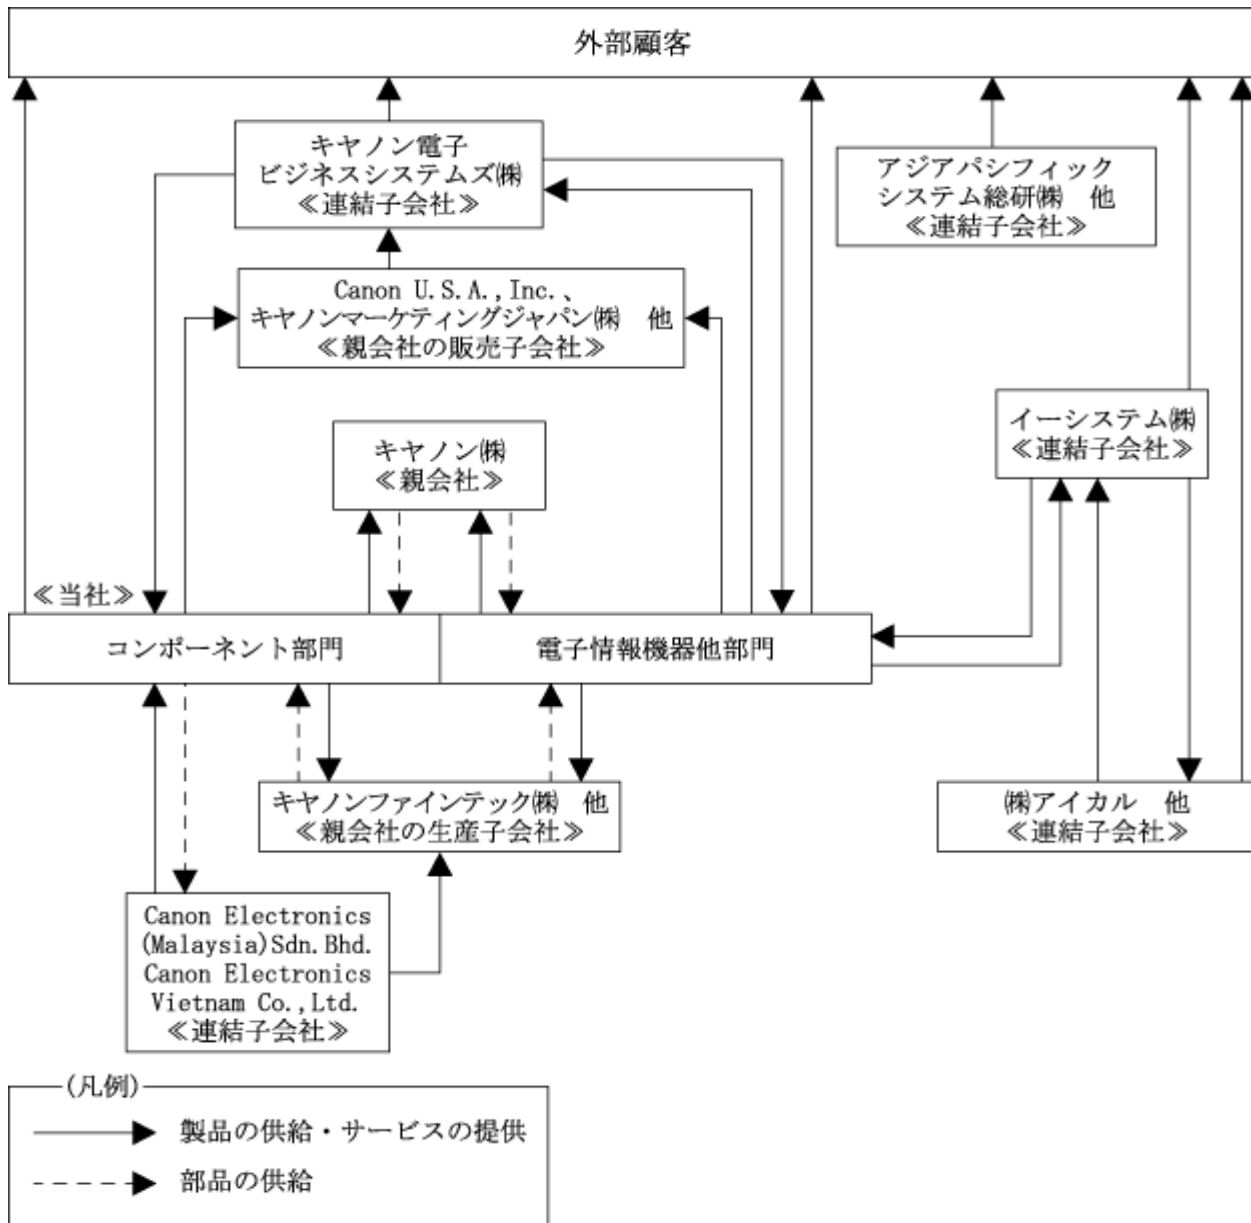 外部顧客
キヤノン電子
ビジネスシステムズ㈱
≪連結子会社≫
アジアパシフィック
システム総研㈱　他
≪連結子会社≫
Canon U.S.A.,Inc.、
キヤノンマーケティングジャパン㈱　他
≪親会社の販売子会社≫
イーシステム㈱
≪連結子会社≫
キヤノン㈱
≪親会社≫
≪当社≫
コンポーネント部門
電子情報機器他部門
キヤノンファインテック㈱　他
≪親会社の生産子会社≫
㈱アイカル　他
≪連結子会社≫
Canon Electronics
(Malaysia)Sdn.Bhd.
Canon Electronics
Vietnam Co.,Ltd.
≪連結子会社≫
(凡例)
製品の供給・サービスの提供
部品の供給